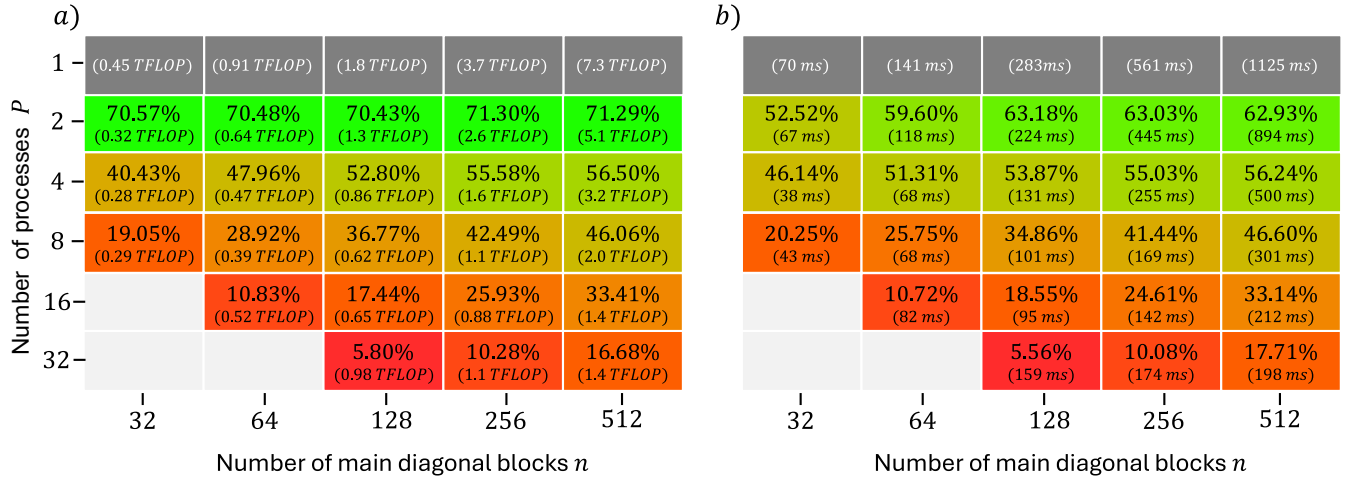 a)
b)
Number of processes P
1
(0.45 TFLOP) (0.91 TFLOP) (1.8 TFLOP) (3.7 TFLOP) (7.3 TFLOP)
2
70.57% 70.48% 70.43% 71.30% 71.29%
(0.32 TFLOP) (0.64 TFLOP) (1.3 TFLOP) (2.6 TFLOP) (5.1 TFLOP)
4
40.43% 47.96% 52.80% 55.58% 56.50%
(0.28 TFLOP) (0.47 TFLOP) (0.86 TFLOP) (1.6 TFLOP) (3.2 TFLOP)
8
19.05% 28.92% 36.77% 42.49% 46.06%
(0.29 TFLOP) (0.39 TFLOP) (0.62 TFLOP) (1.1 TFLOP) (2.0 TFLOP)
16
10.83% 17.44% 25.93% 33.41%
(0.52 TFLOP) (0.65 TFLOP) (0.88 TFLOP) (1.4 TFLOP)
32
5.80% 10.28% 16.68%
(0.98 TFLOP) (1.1 TFLOP) (1.4 TFLOP)
32 64 128 256 512
Number of main diagonal blocks n
(70 ms) (141 ms) (283ms) (561 ms) (1125 ms)
52.52% 59.60% 63.18% 63.03% 62.93%
(67 ms) (118 ms) (224 ms) (445 ms) (894 ms)
46.14% 51.31% 53.87% 55.03% 56.24%
(38 ms) (68 ms) (131 ms) (255 ms) (500 ms)
20.25% 25.75% 34.86% 41.44% 46.60%
(43 ms) (68 ms) (101 ms) (169 ms) (301 ms)
10.72% 18.55% 24.61% 33.14%
(82 ms) (95 ms) (142 ms) (212 ms)
5.56% 10.08% 17.71%
(159 ms) (174 ms) (198 ms)
32 64 128 256 512
Number of main diagonal blocks n